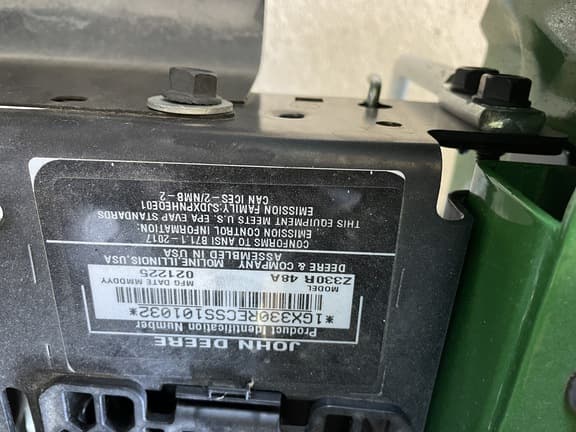 JOHN DEERE
Product Identification Number
*1GX330RECSS101032*
MODEL MFG DATE MMDDYY
Z330R 48A 021225
DEERE & COMPANY MOLINE, ILLINOIS, USA
ASSEMBLED IN USA
CONFORMS TO ANSI B71.1-2017
EMISSION CONTROL INFORMATION:
THIS EQUIPMENT MEETS U.S. EPA EVAP STANDARDS
EMISSION FAMILY: SJDXPNHHEQE01
CAN ICES-2/NMB-2